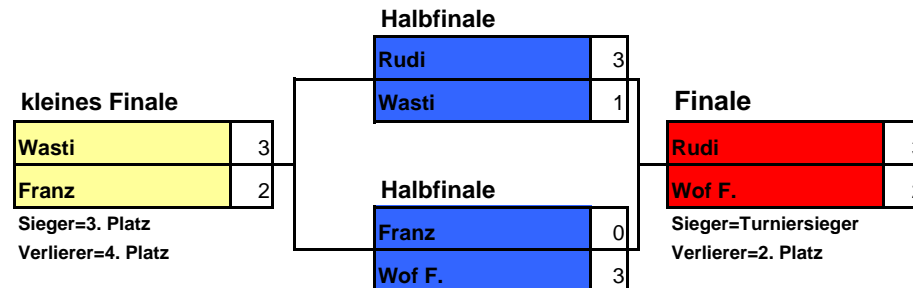 Halbfinale
Rudi 3
Wasti 1
kleines Finale
Wasti 3
Franz 2
Sieger=3. Platz
Verlierer=4. Platz
Halbfinale
Franz 0
Wof F. 3
Finale
Rudi
Wof F.
Sieger=Turniersieger
Verlierer=2. Platz